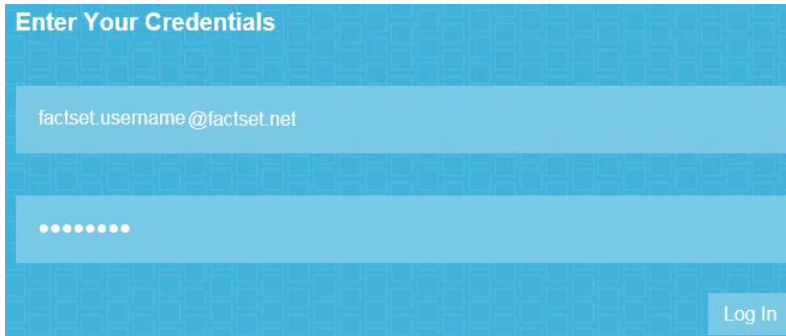 Enter Your Credentials
factset.username@factset.net
••••••••
Log In